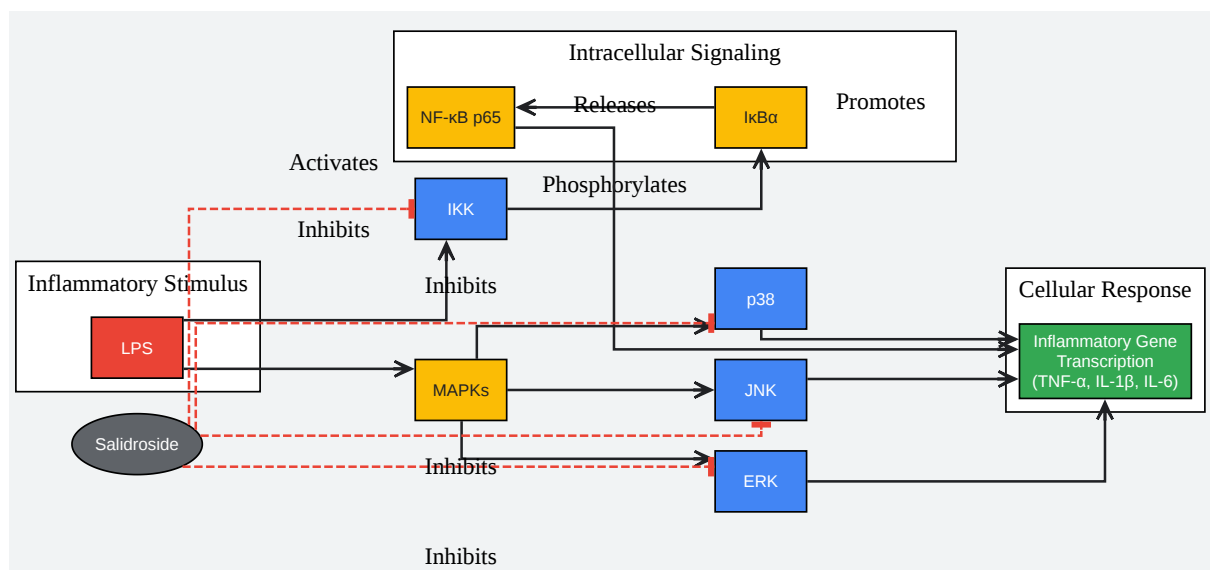 Intracellular Signaling
Releases
Promotes
NF-κB p65
IκBα
Activates
Phosphorylates
IKK
Inhibits
Inflammatory Stimulus
Inhibits
p38
Cellular Response
LPS
Inflammatory Gene
Transcription
(TNF-α, IL-1β, IL-6)
MAPKs
JNK
Salidroside
Inhibits
ERK
Inhibits